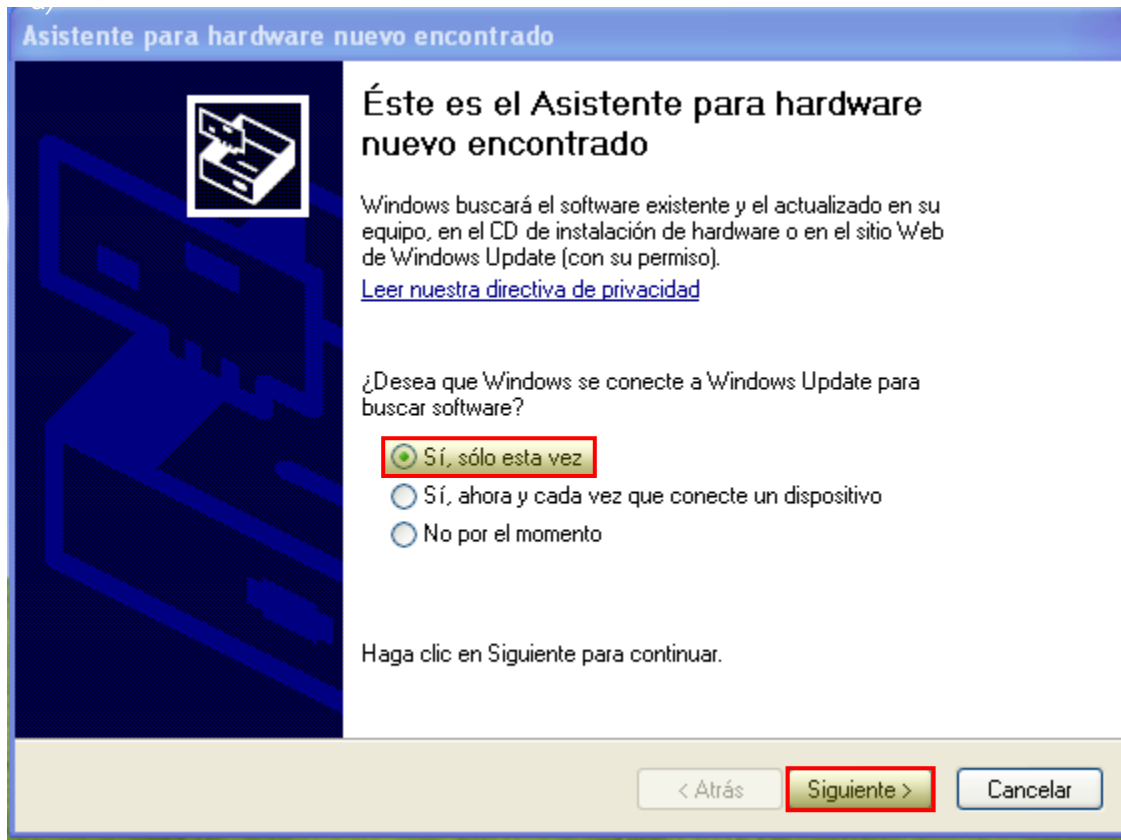 Asistente para hardware nuevo encontrado
Éste es el Asistente para hardware
nuevo encontrado
Windows buscará el software existente y el actualizado en su
equipo, en el CD de instalación de hardware o en el sitio Web
de Windows Update (con su permiso).
Leer nuestra directiva de privacidad
¿Desea que Windows se conecte a Windows Update para
buscar software?
Sí, sólo esta vez
Sí, ahora y cada vez que conecte un dispositivo
No por el momento
Haga clic en Siguiente para continuar.
< Atrás
Siguiente >
Cancelar